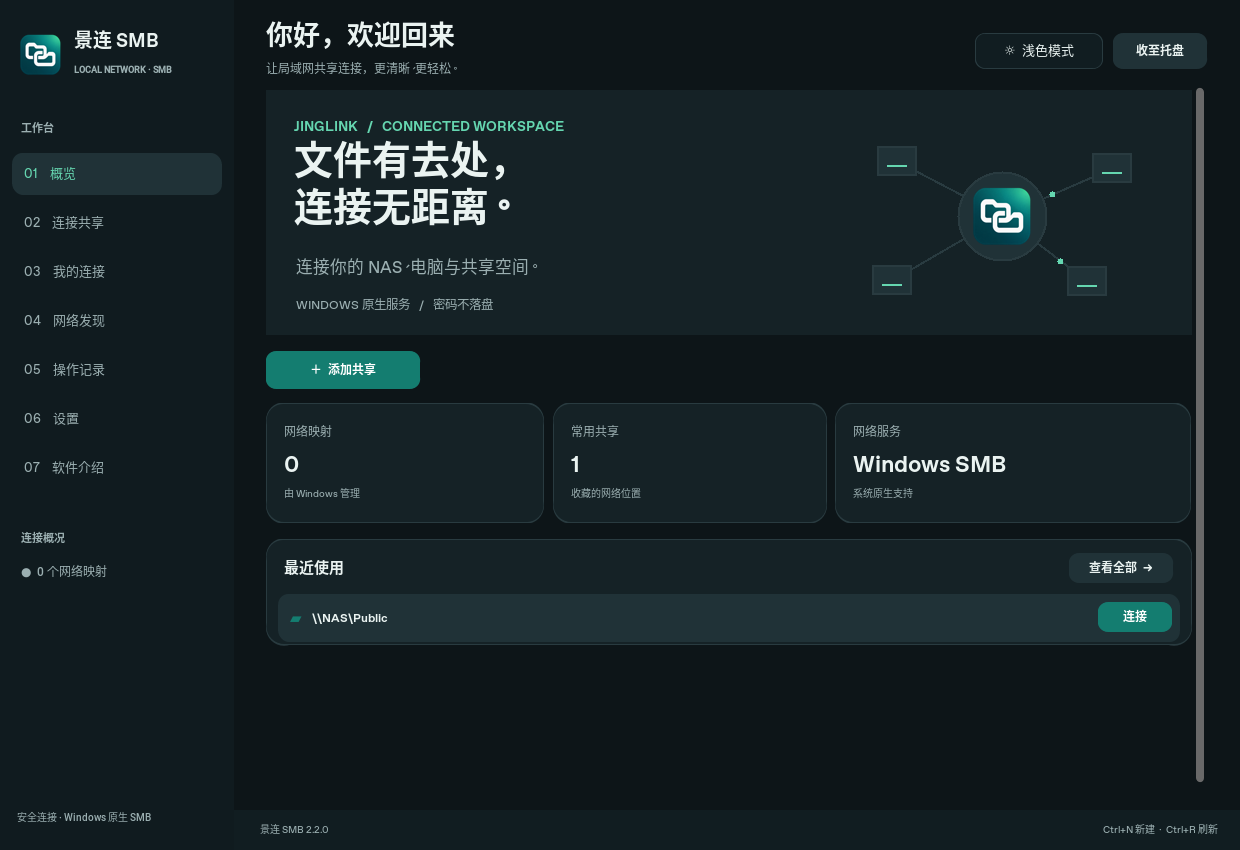 景连 SMB
LOCAL NETWORK · SMB
工作台
01 概览
02 连接共享
03 我的连接
04 网络发现
05 操作记录
06 设置
07 软件介绍
连接概况
● 0 个网络映射
安全连接 · Windows 原生 SMB
你好，欢迎回来
让局域网共享连接，更清晰·更轻松。
☼ 浅色模式
收至托盘
JINGLINK / CONNECTED WORKSPACE
文件有去处，
连接无距离。
连接你的 NAS·电脑与共享空间。
WINDOWS 原生服务 / 密码不落盘
＋ 添加共享
网络映射
0
由 Windows 管理
常用共享
1
收藏的网络位置
网络服务
Windows SMB
系统原生支持
最近使用
查看全部 →
\\NAS\Public
连接
景连 SMB 2.2.0
Ctrl+N 新建 · Ctrl+R 刷新